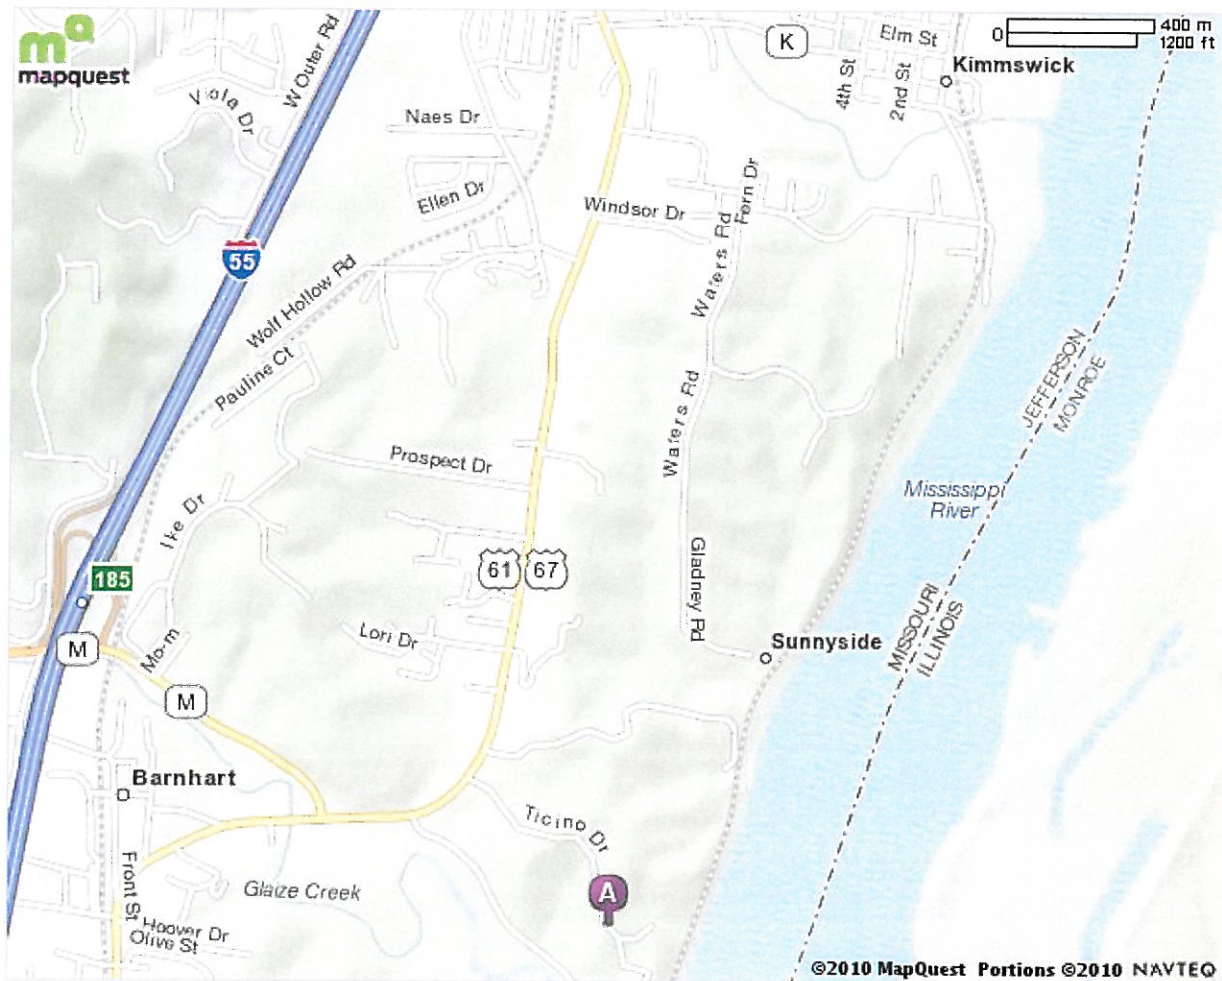 mapquest
W Outer Rd
Viola Dr
Naes Dr
Ellen Dr
K
Elm St
4th St
2nd St
Kimmswick
0
400 m
1200 ft
Windsor Dr
Fern Dr
Waters Rd
55
Wolf Hollow Rd
Pauline Ct
Waters Rd
JEFFERSON
MONROE
Prospect Dr
Mississippi
River
Ike Dr
185
61
67
Gladney Rd
Lori Dr
Mo-m
M
M
Sunnyside
MISSOURI
ILLINOIS
Barnhart
Ticino Dr
A
Front St
Glaize Creek
Hoover Dr
Olive St
©2010 MapQuest Portions ©2010 NAVTEQ